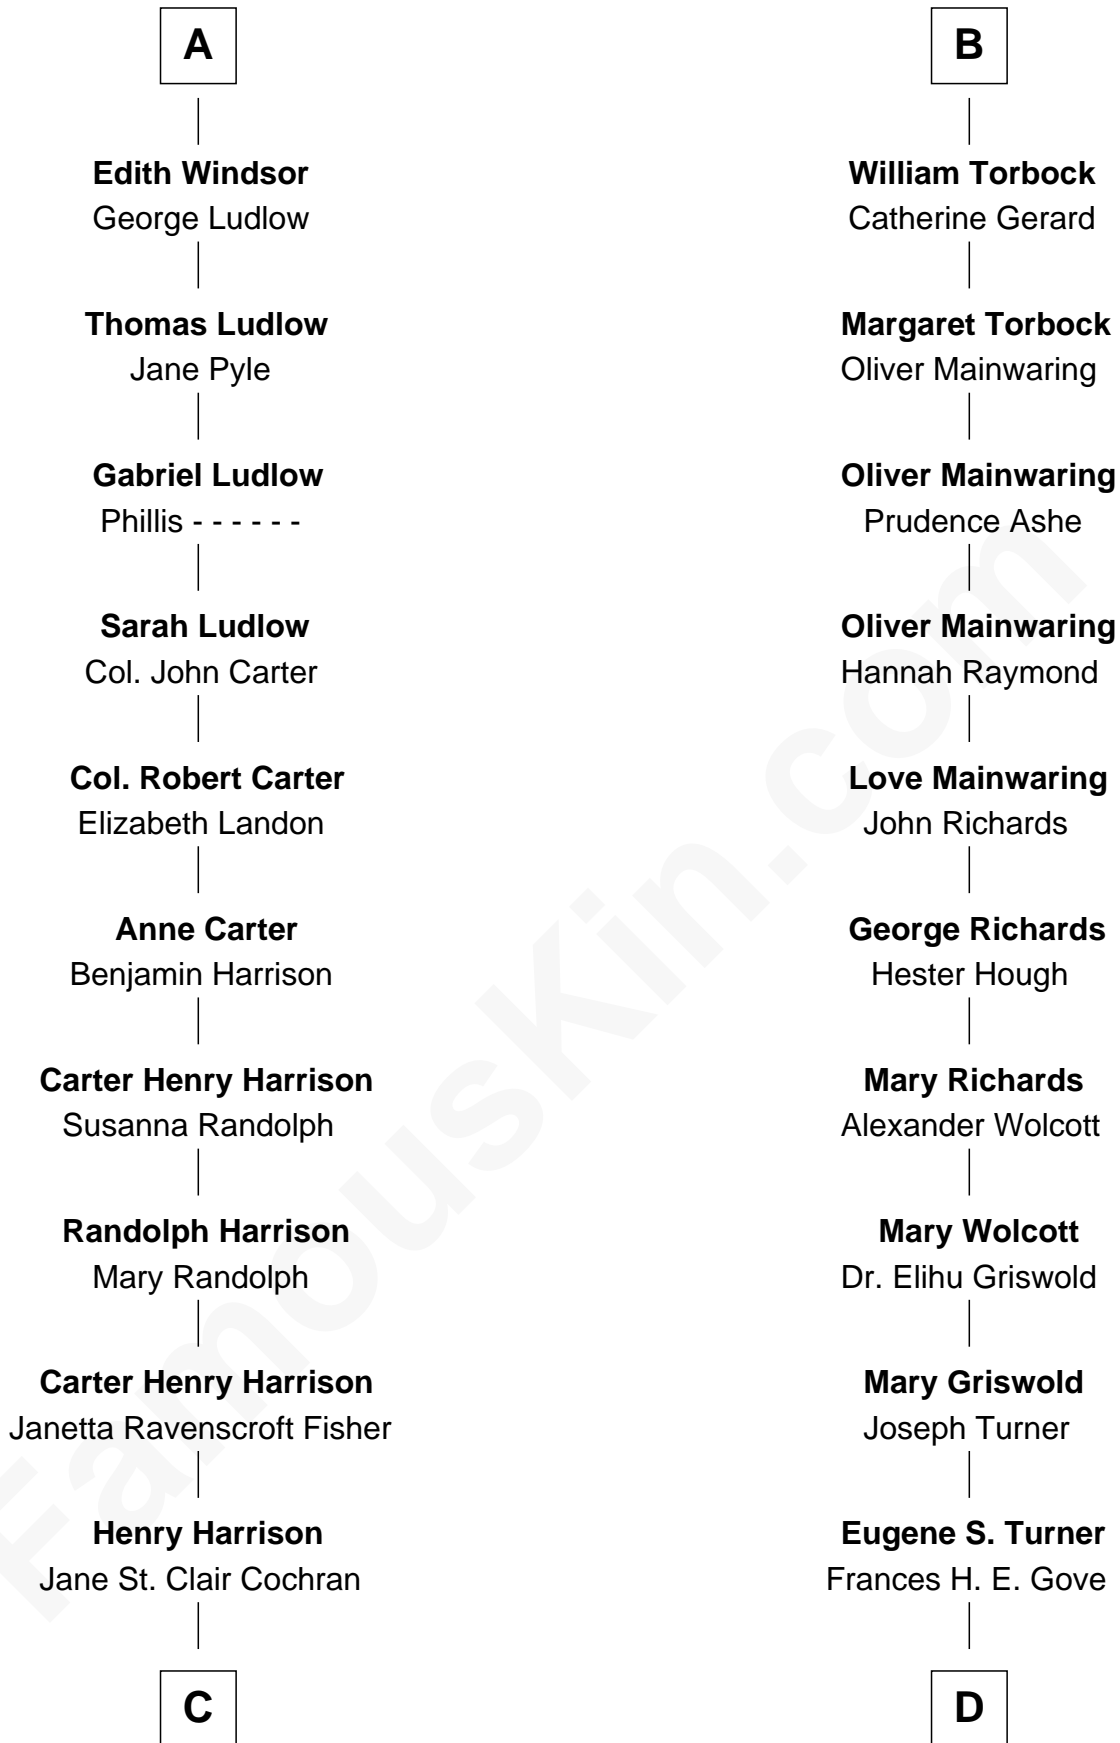 A
Edith Windsor
George Ludlow
Thomas Ludlow
Jane Pyle
Gabriel Ludlow
Phillis - - - - - -
Sarah Ludlow
Col. John Carter
Col. Robert Carter
Elizabeth Landon
Anne Carter
Benjamin Harrison
Carter Henry Harrison
Susanna Randolph
Randolph Harrison
Mary Randolph
Carter Henry Harrison
Janetta Ravenscroft Fisher
Henry Harrison
Jane St. Clair Cochran
C
B
William Torbock
Catherine Gerard
Margaret Torbock
Oliver Mainwaring
Oliver Mainwaring
Prudence Ashe
Oliver Mainwaring
Hannah Raymond
Love Mainwaring
John Richards
George Richards
Hester Hough
Mary Richards
Alexander Wolcott
Mary Wolcott
Dr. Elihu Griswold
Mary Griswold
Joseph Turner
Eugene S. Turner
Frances H. E. Gove
D
FamousKin.com